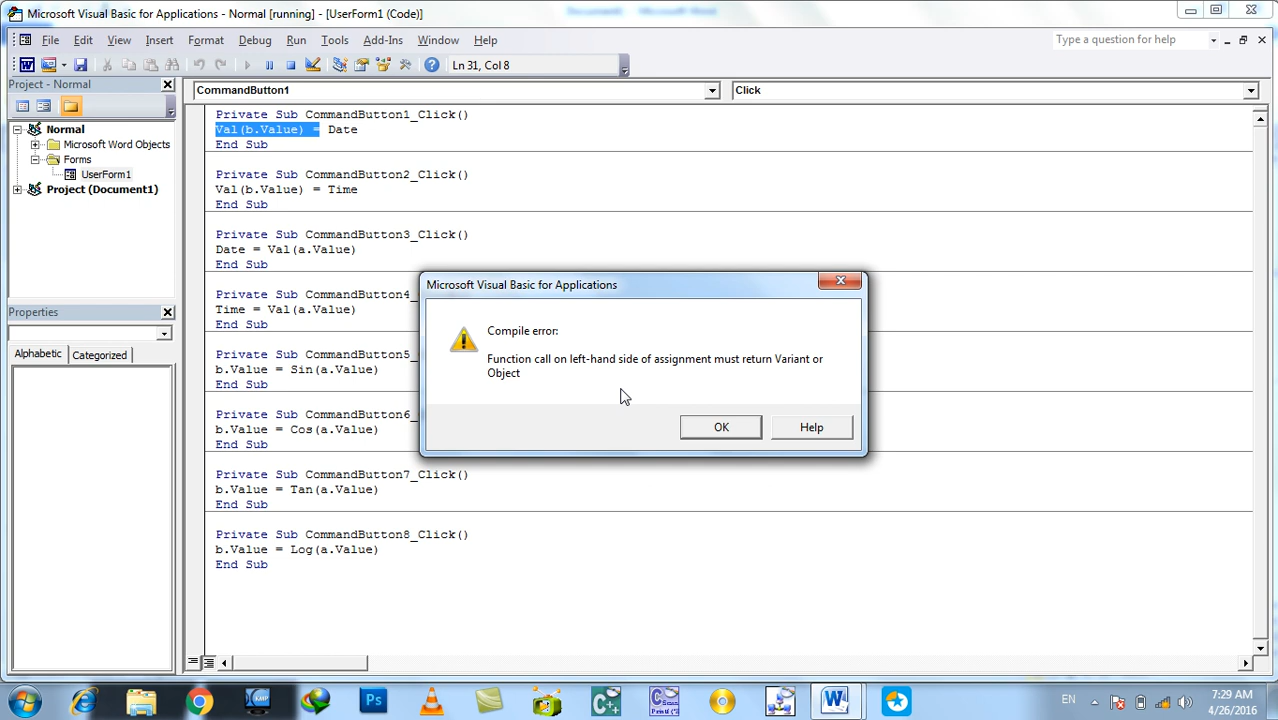 Microsoft Visual Basic for Applications - Normal [running] - [UserForm1 (Code)]
File Edit View Insert Format Debug Run Tools Add-Ins Window Help
Type a question for help
Ln 31, Col 8
Project - Normal
CommandButton1
Click
Normal
Microsoft Word Objects
Forms
UserForm1
Project (Document1)
Properties
Alphabetic Categorized
Private Sub CommandButton1_Click()
Val(b.Value) = Date
End Sub
Private Sub CommandButton2_Click()
Val(b.Value) = Time
End Sub
Private Sub CommandButton3_Click()
Date = Val(a.Value)
End Sub
Private Sub CommandButton4_
Time = Val(a.Value)
End Sub
Private Sub CommandButton5_
b.Value = Sin(a.Value)
End Sub
Private Sub CommandButton6_
b.Value = Cos(a.Value)
End Sub
Private Sub CommandButton7_Click()
b.Value = Tan(a.Value)
End Sub
Private Sub CommandButton8_Click()
b.Value = Log(a.Value)
End Sub
Microsoft Visual Basic for Applications
Compile error:
Function call on left-hand side of assignment must return Variant or
Object
OK
Help
EN
7:29 AM
4/26/2016